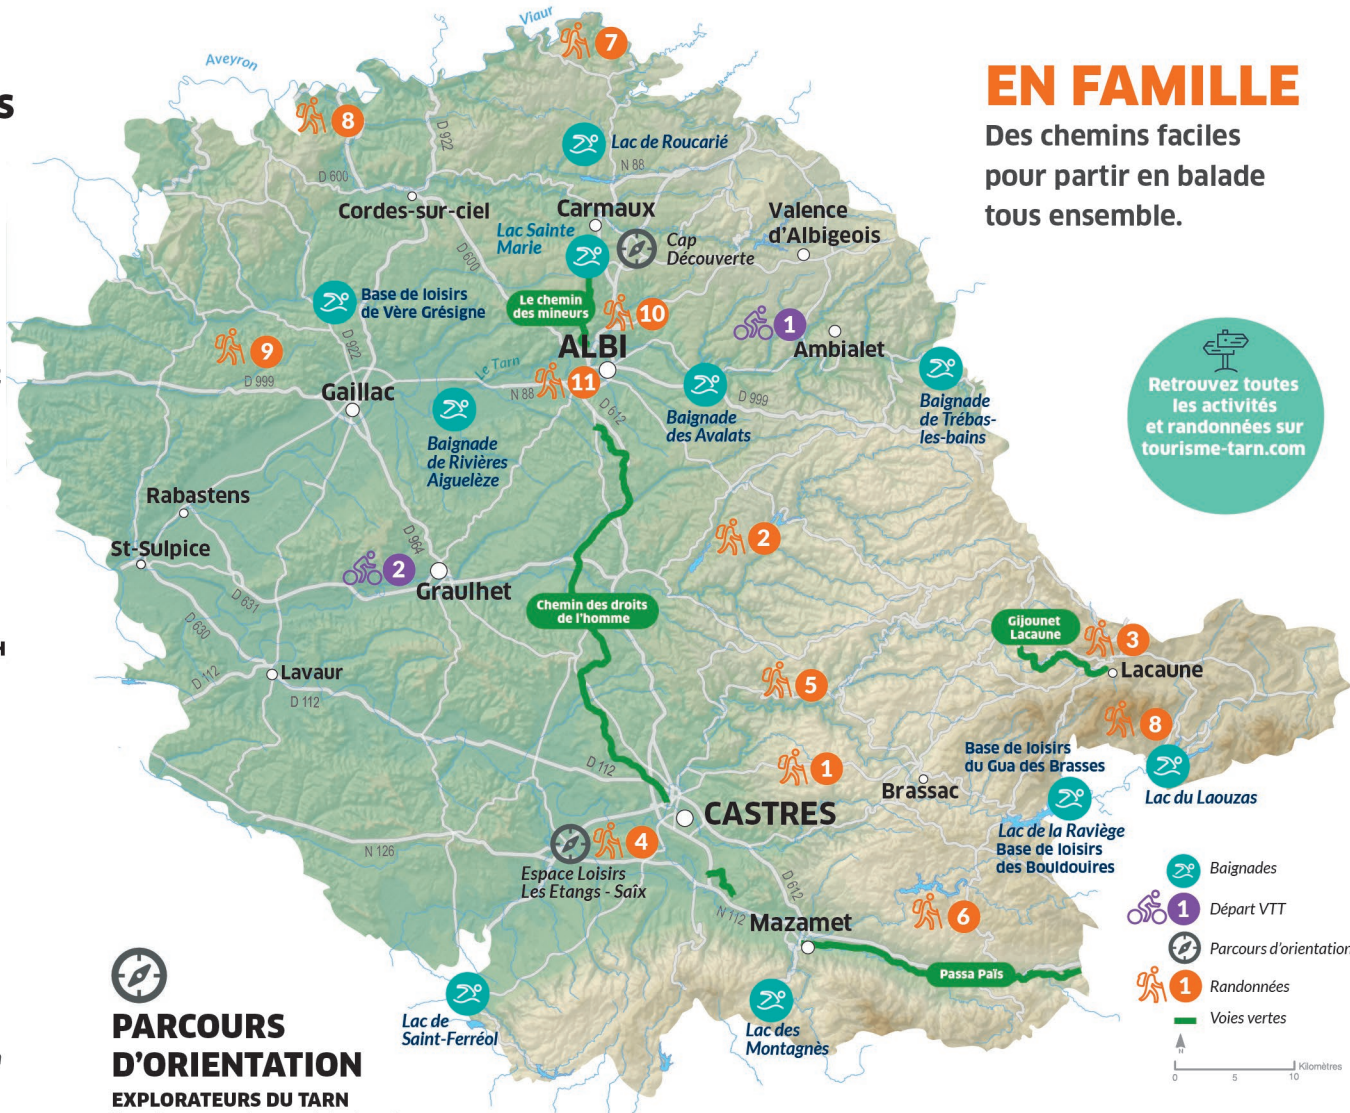 EN FAMILLE
Des chemins faciles
pour partir en balade
tous ensemble.
Retrouvez toutes
les activités
et randonnées sur
tourisme-tarn.com
S
H
Viaur
7
Aveyron
8
D 922
Lac de Roucarié
N 88
D 600
Cordes-sur-ciel
Carmaux
Valence
d'Albigeois
Lac Sainte
Marie
Cap
Découverte
D 600
Base de loisirs
de Vère Grésigne
Le chemin
des mineurs
10
1
Ambialet
ALBI
9
D 922
D 999
Le Tarn
11
N 88
Gaillac
D 612
D 999
Baignade
des Avalats
Baignade
de Trébas-
les-bains
Baignade
de Rivières
Aiguelèze
Rabastens
St-Sulpice
D 964
2
2
Graulhet
D 631
D 630
Chemin des droits
de l'homme
Gijounet
Lacaune
3
Lacaune
D 112
Lavaur
D 112
5
8
D 112
1
Base de loisirs
du Gua des Brasses
Brassac
Lac du Laouzas
CASTRES
Lac de la Raviège
Base de loisirs
des Bouldouires
N 126
4
Espace Loisirs
Les Etangs - Saîx
D 612
N 112
Mazamet
6
Passa Païs
Lac de
Saint-Ferréol
Lac des
Montagnès
Baignades
1
Départ VTT
Parcours d'orientation
1
Randonnées
Voies vertes
N
0
5
10
Kilomètres
PARCOURS
D'ORIENTATION
EXPLORATEURS DU TARN